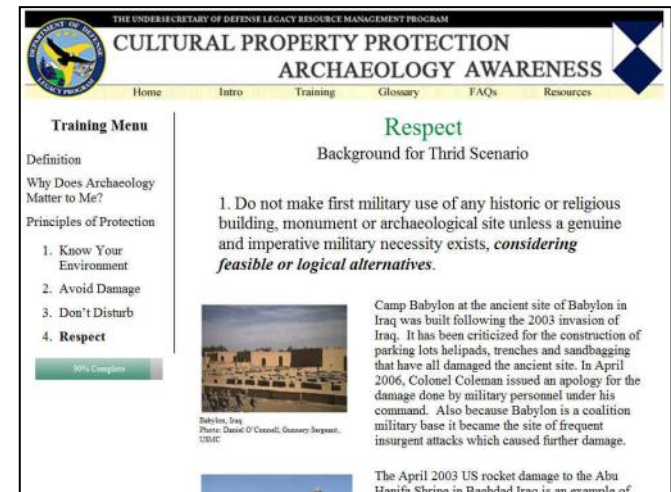 THE UNDERSECRETARY OF DEFENSE LEGACY RESOURCE MANAGEMENT PROGRAM
DEPARTMENT OF DEFENSE
LEGACY PROGRAM
CULTURAL PROPERTY PROTECTION
ARCHAEOLOGY AWARENESS
Home Intro Training Glossary FAQs Resources
Training Menu
Definition
Why Does Archaeology
Matter to Me?
Principles of Protection
1. Know Your
Environment
2. Avoid Damage
3. Don't Disturb
4. Respect
90% Complete
Respect
Background for Thrid Scenario
1. Do not make first military use of any historic or religious
building, monument or archaeological site unless a genuine
and imperative military necessity exists, considering
feasible or logical alternatives.
Babylon, Iraq
Photo: Daniel O'Connell, Gunnery Sergeant,
USMC
Camp Babylon at the ancient site of Babylon in
Iraq was built following the 2003 invasion of
Iraq. It has been criticized for the construction of
parking lots helipads, trenches and sandbagging
that have all damaged the ancient site. In April
2006, Colonel Coleman issued an apology for the
damage done by military personnel under his
command. Also because Babylon is a coalition
military base it became the site of frequent
insurgent attacks which caused further damage.
The April 2003 US rocket damage to the Abu
Hanifa Shrine in Baghdad Iraq is an example of